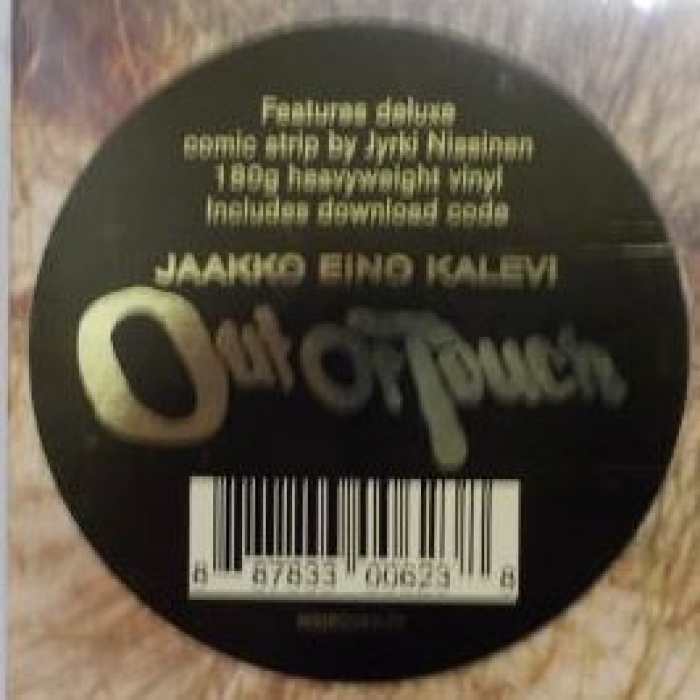 Features deluxe
comic strip by Jyrki Nissinen
180g heavyweight vinyl
Includes download code
JAAKKO EINO KALEVI
Out Of Touch
8 87833 00623 8